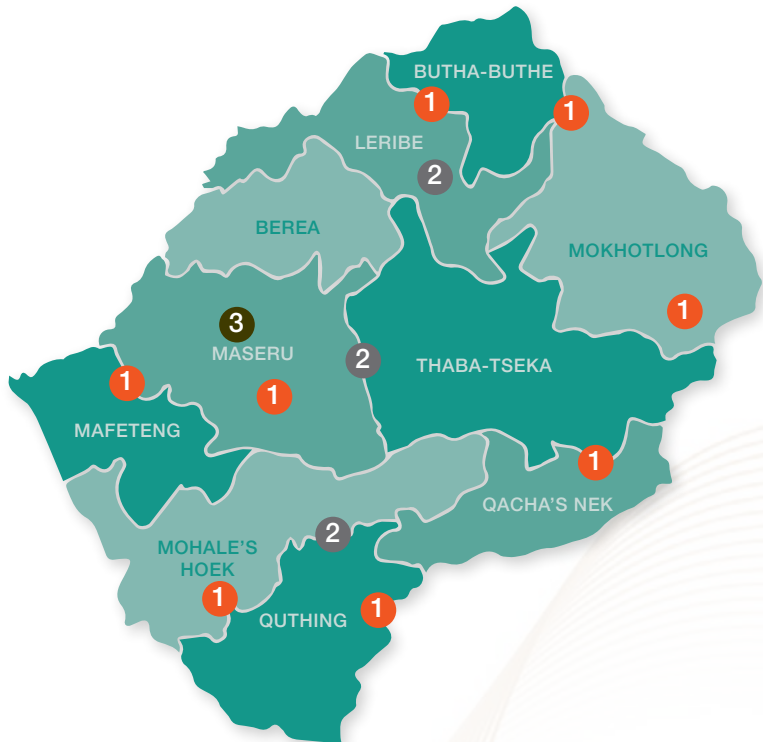 BUTHA-BUTHE
1
1
LERIBE
2
BEREA
MOKHOTLONG
1
3
MASERU
2
THABA-TSEKA
1
1
MAFETENG
1
QACHA'S NEK
2
MOHALE'S
HOEK
1
1
QUTHING